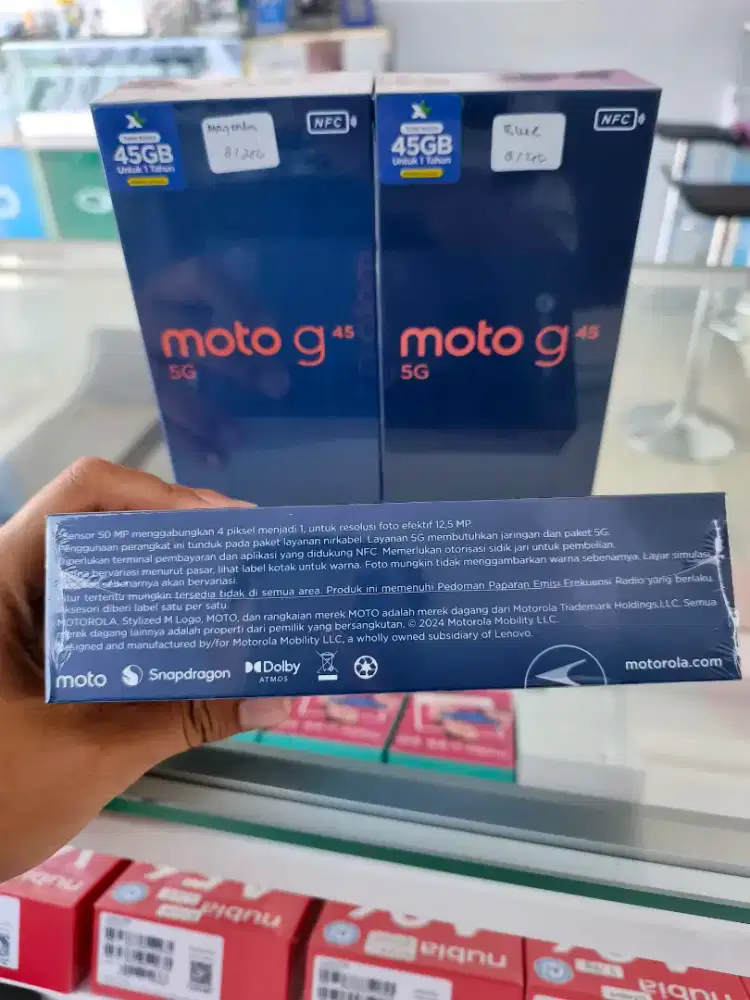 45GB
Untuk 1 Tahun
Magenta
8/256
NFC
moto g 45
5G
45GB
Untuk 1 Tahun
Blue
8/256
NFC
moto g 45
5G
Sensor 50 MP menggabungkan 4 piksel menjadi 1, untuk resolusi foto efektif 12,5 MP.
Penggunaan perangkat ini tunduk pada paket layanan nirkabel. Layanan 5G membutuhkan jaringan dan paket 5G.
Diperlukan terminal pembayaran dan aplikasi yang didukung NFC. Memerlukan otorisasi sidik jari untuk pembelian.
bervariasi menurut pasar, lihat label kotak untuk warna. Foto mungkin tidak menggambarkan warna sebenarnya. Layar simulasi,
sebenarnya akan bervariasi.
Fitur tertentu mungkin tersedia tidak di semua area. Produk ini memenuhi Pedoman Paparan Emisi Frekuensi Radio yang berlaku.
Aksesori diberi label satu per satu.
MOTOROLA, Stylized M Logo, MOTO, dan rangkaian merek MOTO adalah merek dagang dari Motorola Trademark Holdings,LLC. Semua
merek dagang lainnya adalah properti dari pemilik yang bersangkutan. © 2024 Motorola Mobility LLC.
Designed and manufactured by/for Motorola Mobility LLC, a wholly owned subsidiary of Lenovo.
moto
Snapdragon
Dolby
ATMOS
motorola.com
nubia
nubia
nubia
nubia